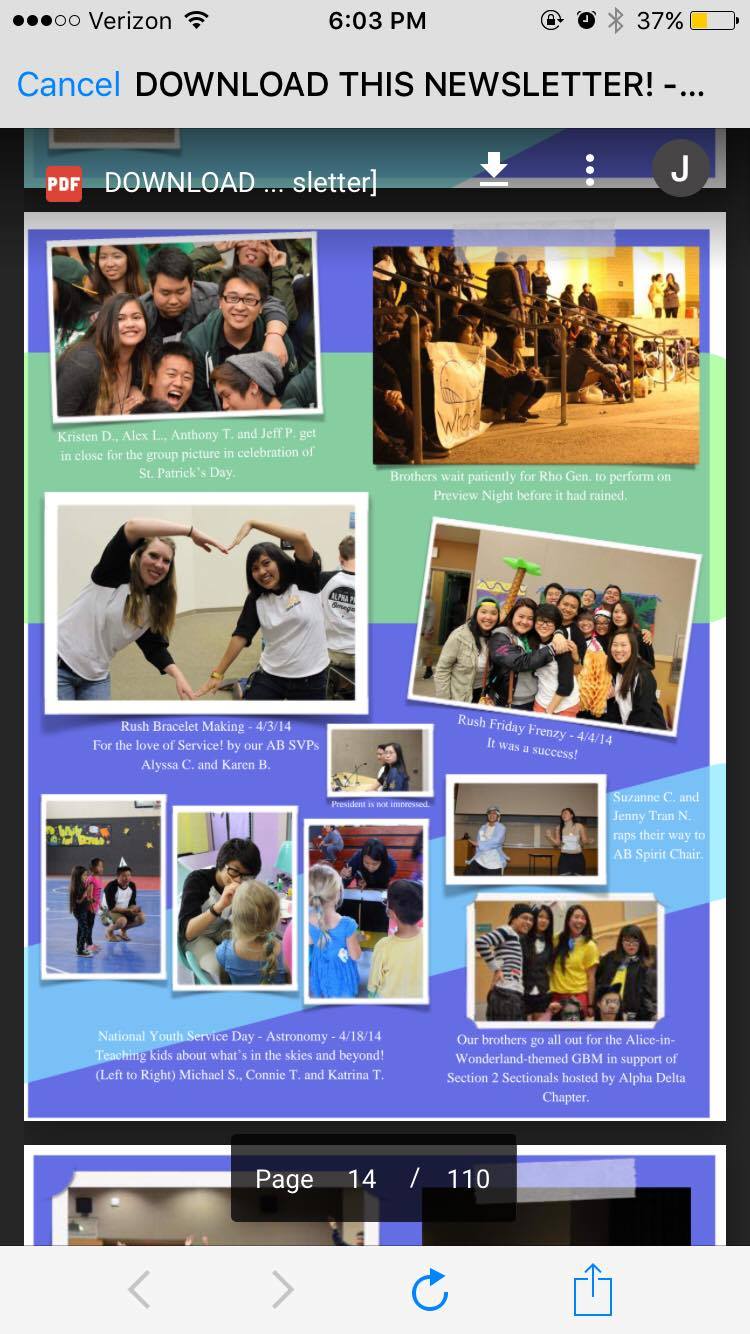 Verizon 6:03 PM 37%
Cancel DOWNLOAD THIS NEWSLETTER! -...
PDF DOWNLOAD ... sletter] J
Kristen D., Alex L., Anthony T. and Jeff P. get
in close for the group picture in celebration of
St. Patrick's Day.
Brothers wait patiently for Rho Gen. to perform on
Preview Night before it had rained.
ALPHA
Omega
Rush Bracelet Making - 4/3/14
For the love of Service! by our AB SVPs
Alyssa C. and Karen B.
Rush Friday Frenzy - 4/4/14
It was a success!
President is not impressed.
Suzanne C. and
Jenny Tran N.
raps their way to
AB Spirit Chair.
National Youth Service Day - Astronomy - 4/18/14
Teaching kids about what's in the skies and beyond!
(Left to Right) Michael S., Connie T. and Katrina T.
Our brothers go all out for the Alice-in-
Wonderland-themed GBM in support of
Section 2 Sectionals hosted by Alpha Delta
Chapter.
Page 14 / 110